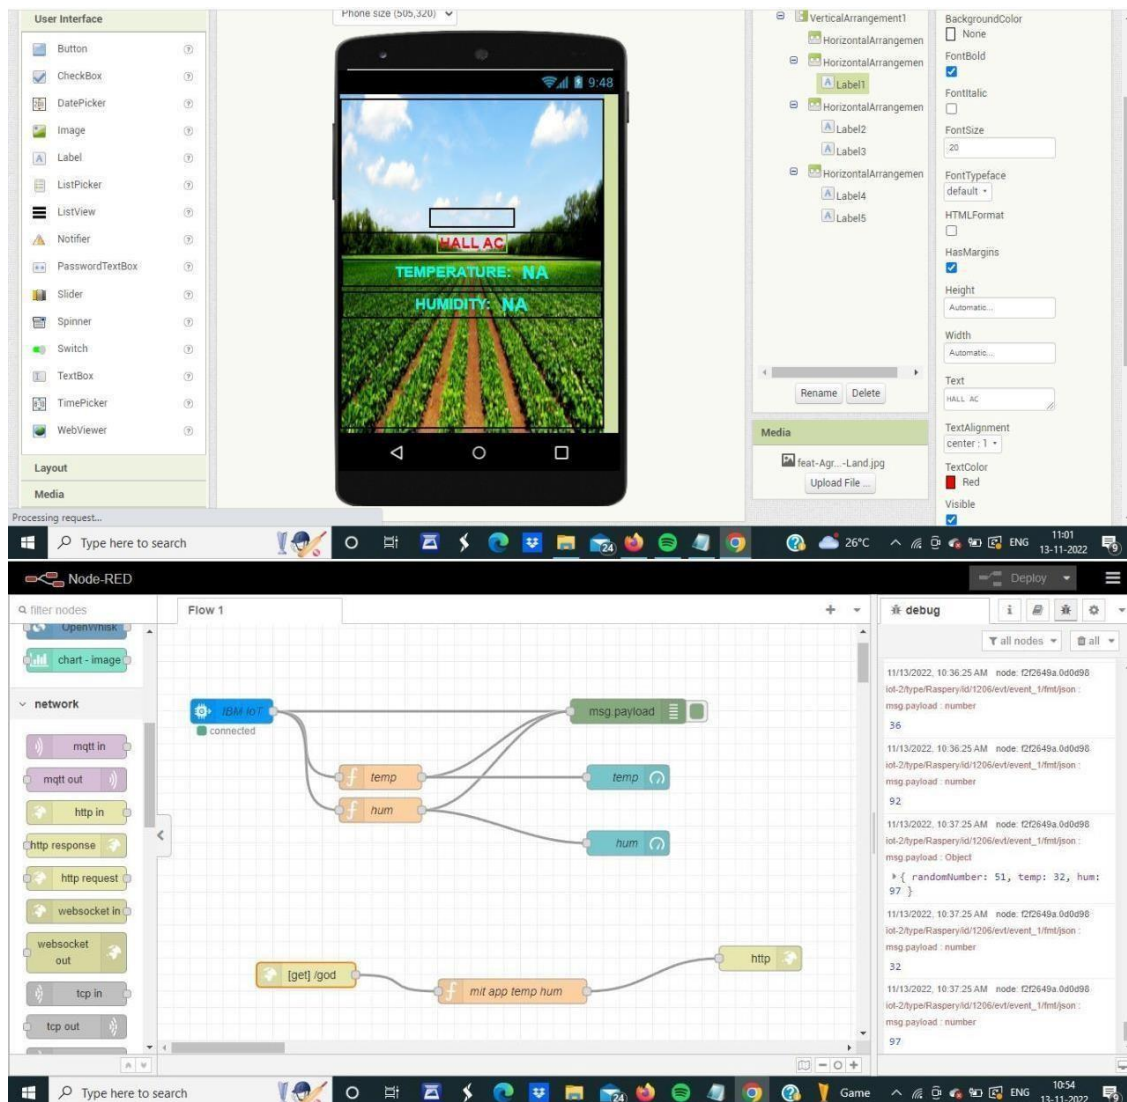 User Interface
Button
CheckBox
DatePicker
Image
Label
ListPicker
ListView
Notifier
PasswordTextBox
Slider
Spinner
Switch
TextBox
TimePicker
WebViewer
Layout
Media
Processing request...
Phone size (505,320)
9:48
HALL AC
TEMPERATURE: NA
HUMIDITY: NA
VerticalArrangement1
HorizontalArrangemen
HorizontalArrangemen
Label1
HorizontalArrangemen
Label2
Label3
HorizontalArrangemen
Label4
Label5
Rename Delete
Media
feat-Agr...-Land.jpg
Upload File ...
BackgroundColor
None
FontBold
FontItalic
FontSize
20
FontTypeface
default
HTMLFormat
HasMargins
Height
Automatic...
Width
Automatic...
Text
HALL AC
TextAlignment
center : 1
TextColor
Red
Visible
Type here to search
24
26°C
ENG
11:01
13-11-2022
9
Node-RED
Deploy
filter nodes
OpenWhisk
chart - image
network
mqtt in
mqtt out
http in
http response
http request
websocket in
websocket
out
tcp in
tcp out
Flow 1
IBM IoT
connected
msg.payload
temp
temp
hum
hum
[get] /god
mit app temp hum
http
debug
all nodes
all
11/13/2022, 10:36:25 AM node: f2f2649a.0d0d98
iot-2/type/Raspery/id/1206/evt/event_1/fmt/json :
msg.payload : number
36
11/13/2022, 10:36:25 AM node: f2f2649a.0d0d98
iot-2/type/Raspery/id/1206/evt/event_1/fmt/json :
msg.payload : number
92
11/13/2022, 10:37:25 AM node: f2f2649a.0d0d98
iot-2/type/Raspery/id/1206/evt/event_1/fmt/json :
msg.payload : Object
{ randomNumber: 51, temp: 32, hum:
97 }
11/13/2022, 10:37:25 AM node: f2f2649a.0d0d98
iot-2/type/Raspery/id/1206/evt/event_1/fmt/json :
msg.payload : number
32
11/13/2022, 10:37:25 AM node: f2f2649a.0d0d98
iot-2/type/Raspery/id/1206/evt/event_1/fmt/json :
msg.payload : number
97
Type here to search
24
Game
ENG
10:54
13-11-2022
9